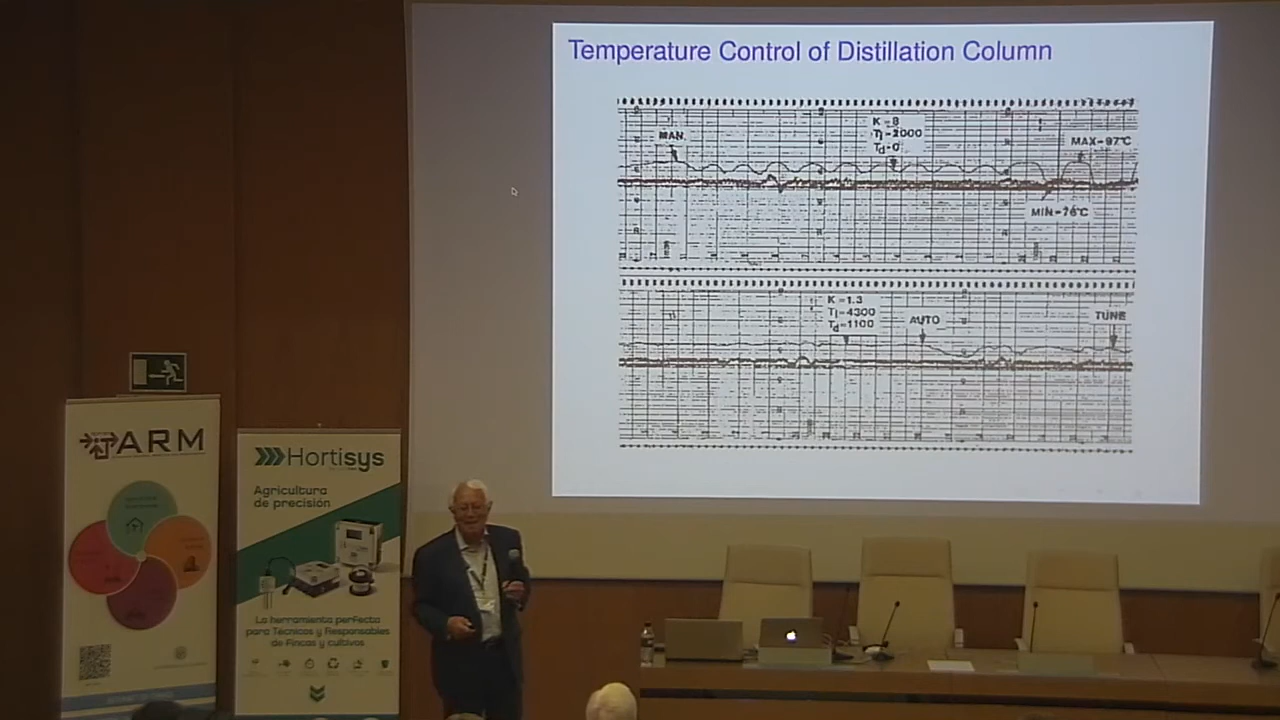 Temperature Control of Distillation Column
MAN
K=8
Ti=2000
Td=0
MAX=97°C
MIN=76°C
K=1.3
Ti=4300
Td=1100
AUTO
TUNE
ARM
Hortisys
Agricultura
de precisión
La herramienta perfecta
para Técnicos y Responsables
de Fincas y cultivos